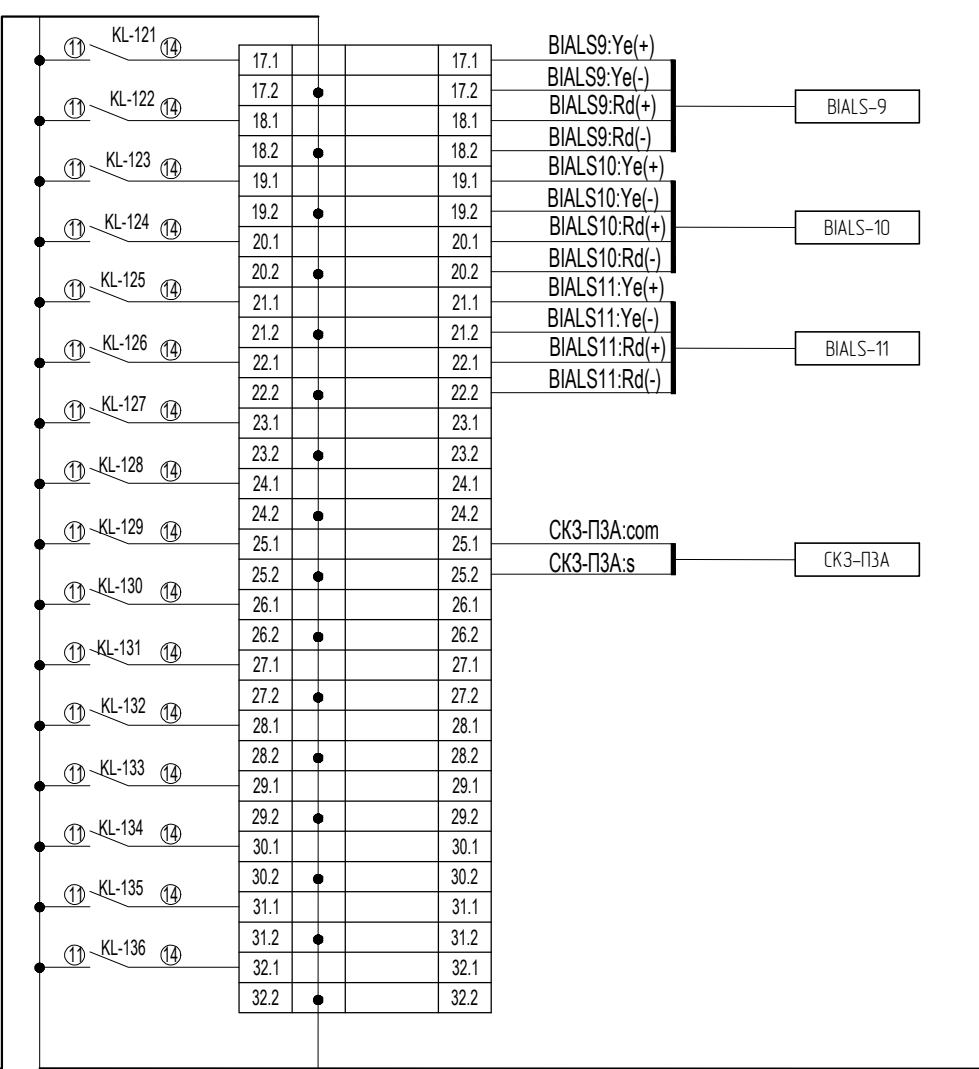 KL-121
11 14
17.1 17.1 BIALS9:Ye(+)
17.2 17.2 BIALS9:Ye(-)
KL-122
11 14
18.1 18.1 BIALS9:Rd(+)
BIALS-9
18.2 18.2 BIALS9:Rd(-)
KL-123
11 14
19.1 19.1 BIALS10:Ye(+)
19.2 19.2 BIALS10:Ye(-)
KL-124
11 14
20.1 20.1 BIALS10:Rd(+)
BIALS-10
20.2 20.2 BIALS10:Rd(-)
KL-125
11 14
21.1 21.1 BIALS11:Ye(+)
21.2 21.2 BIALS11:Ye(-)
KL-126
11 14
22.1 22.1 BIALS11:Rd(+)
BIALS-11
22.2 22.2 BIALS11:Rd(-)
KL-127
11 14
23.1 23.1
23.2 23.2
KL-128
11 14
24.1 24.1
24.2 24.2
KL-129
11 14
25.1 25.1 СКЗ-ПЗА:com
25.2 25.2 СКЗ-ПЗА:s
СКЗ-ПЗА
KL-130
11 14
26.1 26.1
26.2 26.2
KL-131
11 14
27.1 27.1
27.2 27.2
KL-132
11 14
28.1 28.1
28.2 28.2
KL-133
11 14
29.1 29.1
29.2 29.2
KL-134
11 14
30.1 30.1
30.2 30.2
KL-135
11 14
31.1 31.1
31.2 31.2
KL-136
11 14
32.1 32.1
32.2 32.2